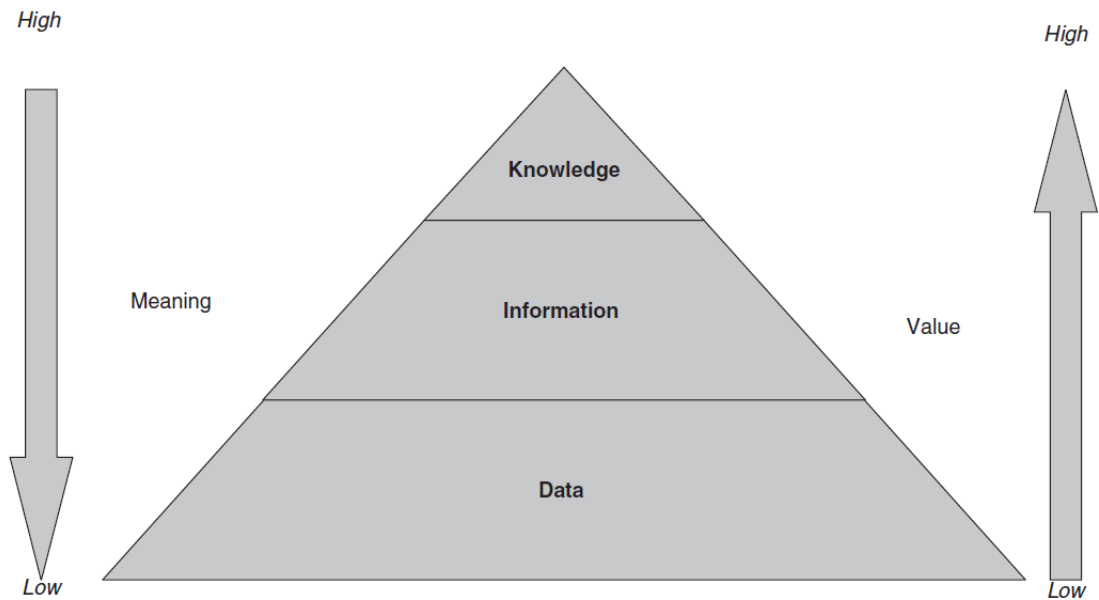 High
High
Knowledge
Meaning
Information
Value
Data
Low
Low